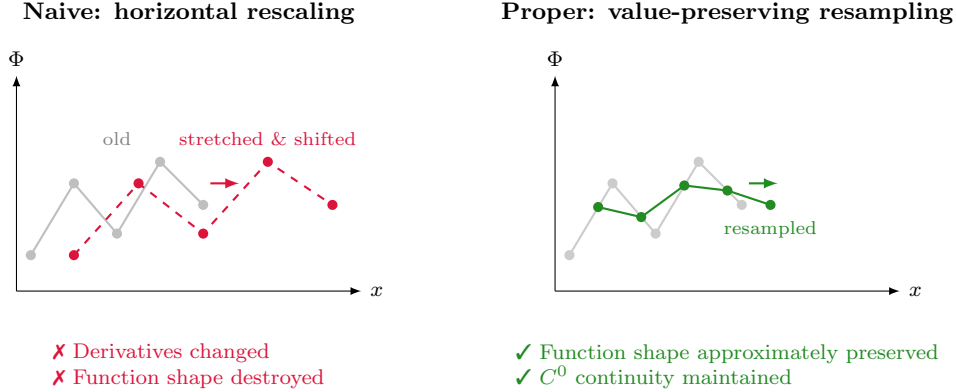 Naive: horizontal rescaling
Φ
old
stretched & shifted
x
✗ Derivatives changed
✗ Function shape destroyed
Proper: value-preserving resampling
Φ
resampled
x
✓ Function shape approximately preserved
✓ C⁰ continuity maintained